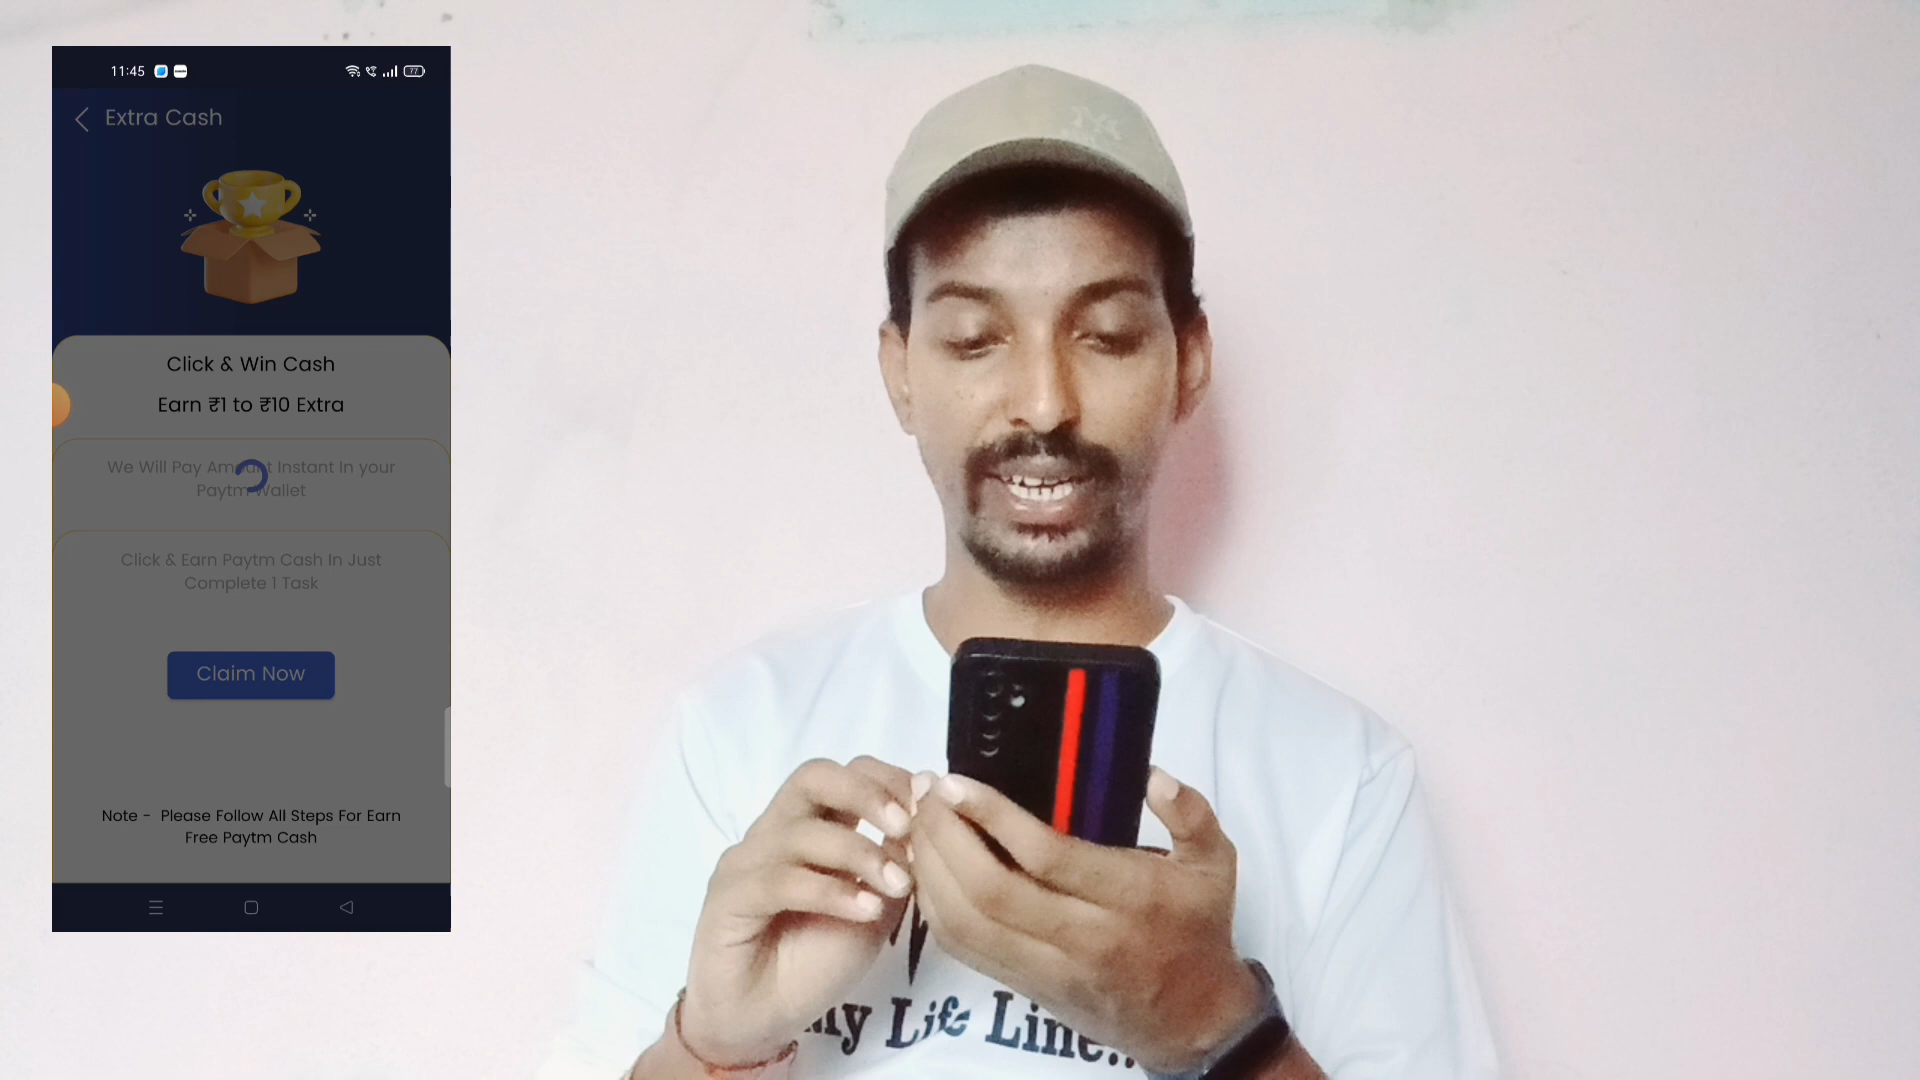 11:45
77
Extra Cash
Click & Win Cash
Earn ₹1 to ₹10 Extra
We Will Pay Amount Instant In your
Paytm Wallet
Click & Earn Paytm Cash In Just
Complete 1 Task
Claim Now
Note - Please Follow All Steps For Earn
Free Paytm Cash
My Life Line..